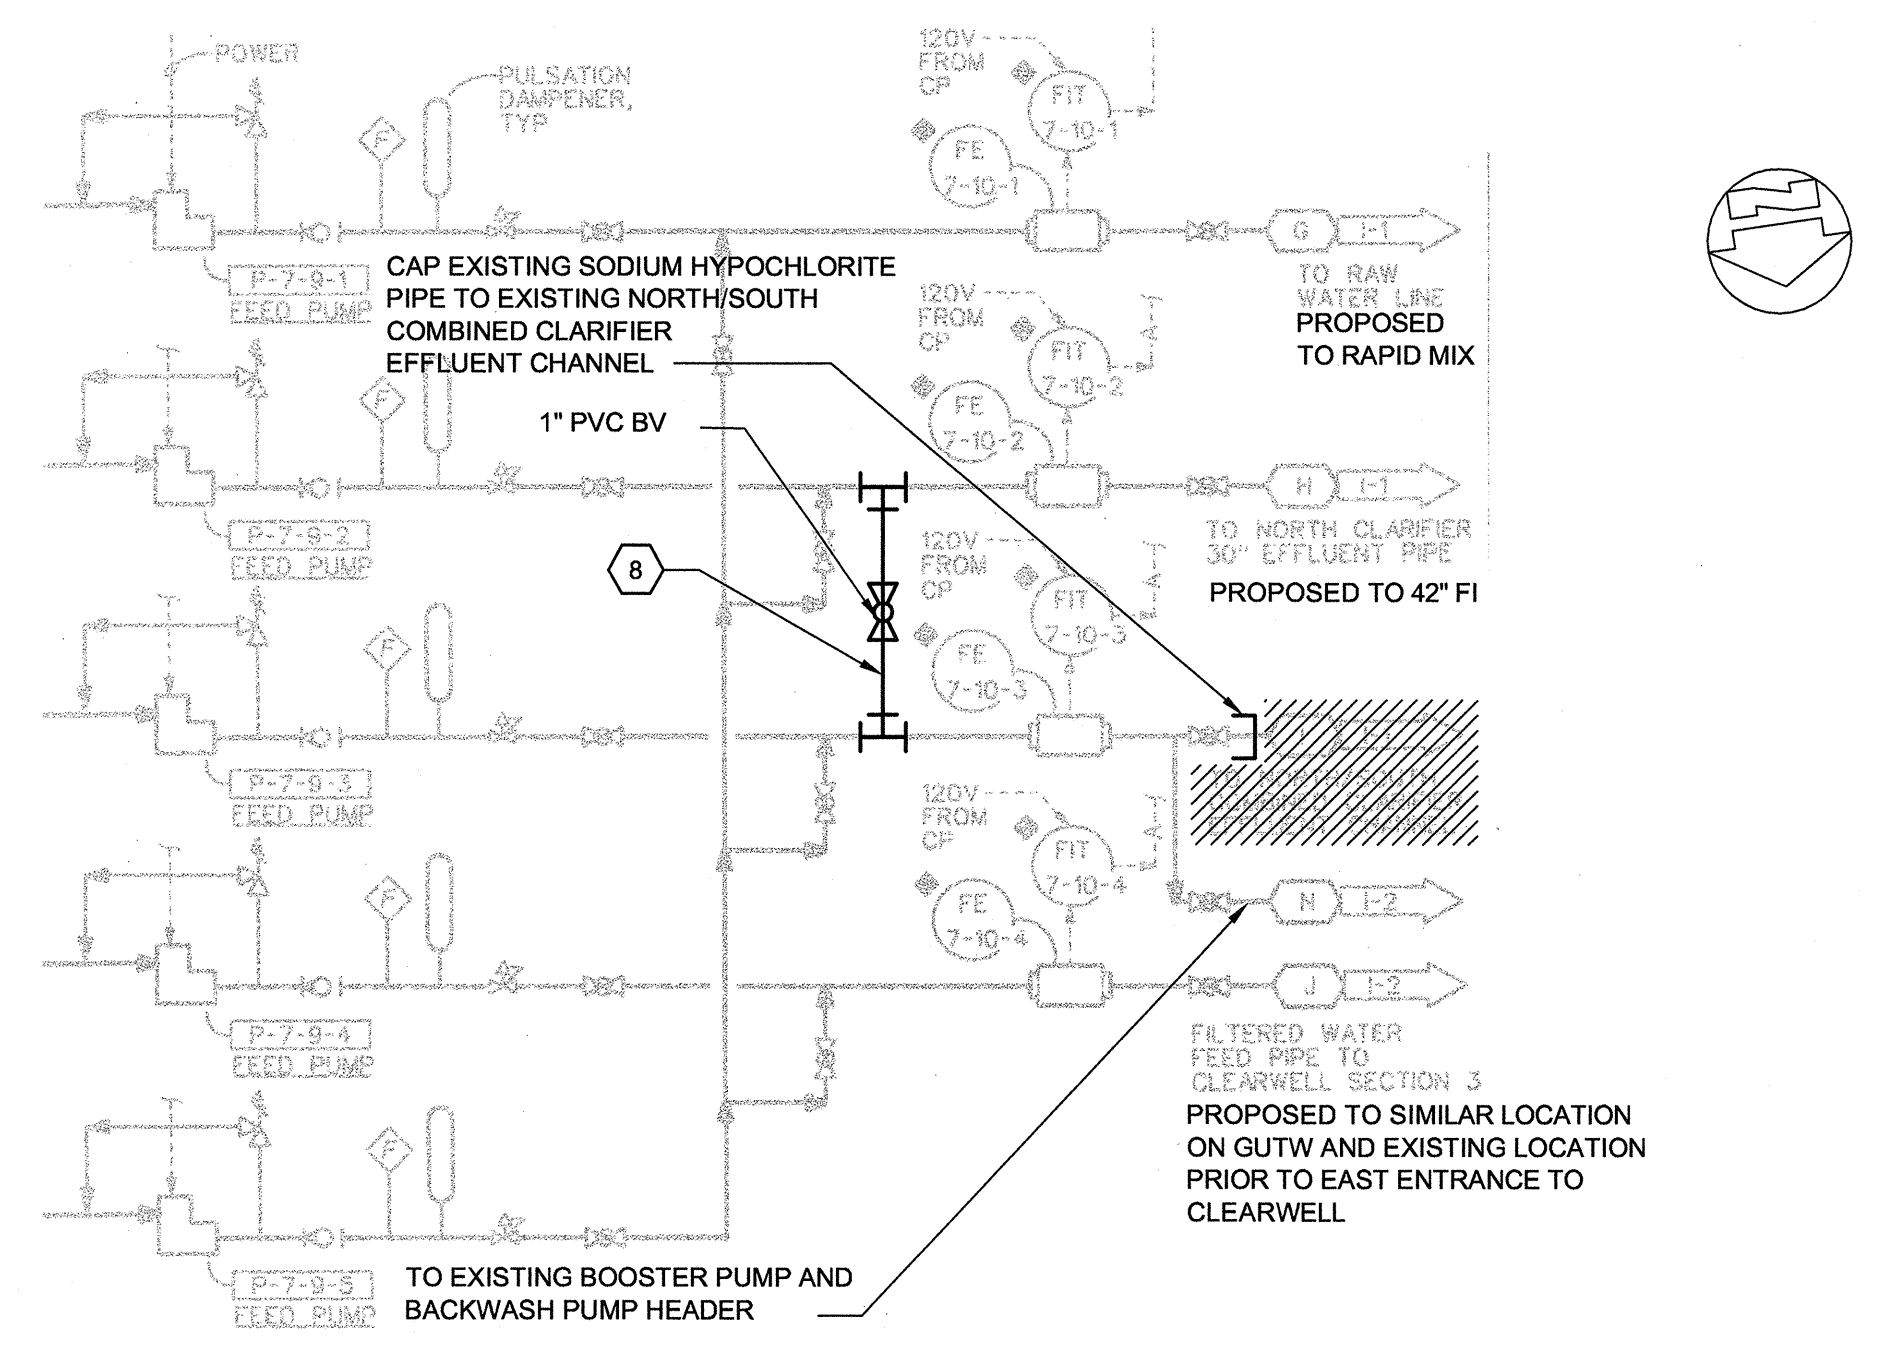 POWER
PULSATION
DAMPENER,
TYP
120V
FROM
CP
FIT
7-10-1
FE
7-10-1
F
G
I-1
TO RAW
WATER LINE
PROPOSED
TO RAPID MIX
P-7-9-1
FEED PUMP
CAP EXISTING SODIUM HYPOCHLORITE
PIPE TO EXISTING NORTH/SOUTH
COMBINED CLARIFIER
EFFLUENT CHANNEL
120V
FROM
CP
FIT
7-10-2
A
FE
7-10-2
F
1" PVC BV
H
I-1
TO NORTH CLARIFIER
30" EFFLUENT PIPE
PROPOSED TO 42" FI
P-7-9-2
FEED PUMP
8
120V
FROM
CP
FIT
7-10-3
A
FE
7-10-3
F
TO NORTH/SOUTH
COMBINED CLARIFIER
EFFLUENT CHANNEL
P-7-9-3
FEED PUMP
120V
FROM
CP
FIT
7-10-4
A
FE
7-10-4
F
N
I-2
J
I-2
FILTERED WATER
FEED PIPE TO
CLEARWELL SECTION 3
PROPOSED TO SIMILAR LOCATION
ON GUTW AND EXISTING LOCATION
PRIOR TO EAST ENTRANCE TO
CLEARWELL
P-7-9-4
FEED PUMP
F
P-7-9-5
FEED PUMP
TO EXISTING BOOSTER PUMP AND
BACKWASH PUMP HEADER